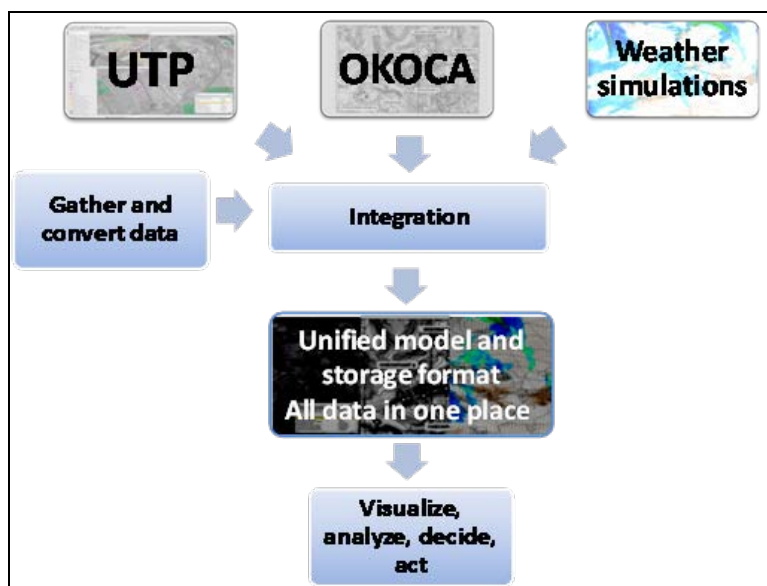 UTP
OKOCA
Weather
simulations
Gather and
convert data
Integration
Unified model and
storage format
All data in one place
Visualize,
analyze, decide,
act